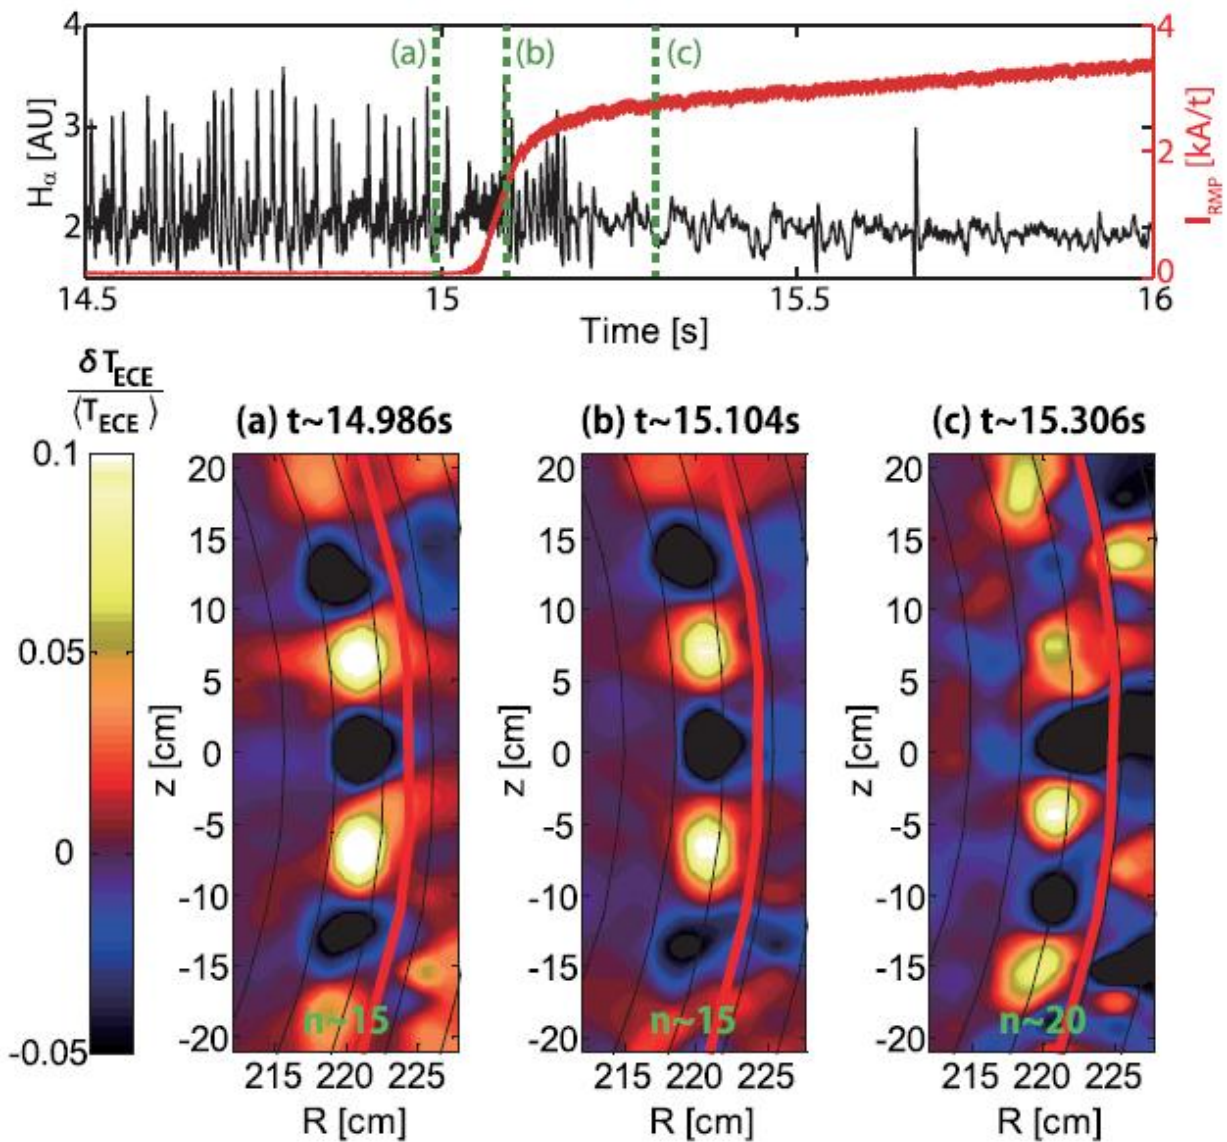 4
3
2
Hα [AU]
(a)
(b)
(c)
4
2
0
IRMP [kA/t]
14.5
15
15.5
16
Time [s]
δ TECE
⟨TECE⟩
0.1
0.05
0
-0.05
(a) t~14.986s
20
15
10
5
0
-5
-10
-15
-20
z [cm]
n~15
215
220
225
R [cm]
(b) t~15.104s
20
15
10
5
0
-5
-10
-15
-20
z [cm]
n~15
215
220
225
R [cm]
(c) t~15.306s
20
15
10
5
0
-5
-10
-15
-20
z [cm]
n~20
215
220
225
R [cm]